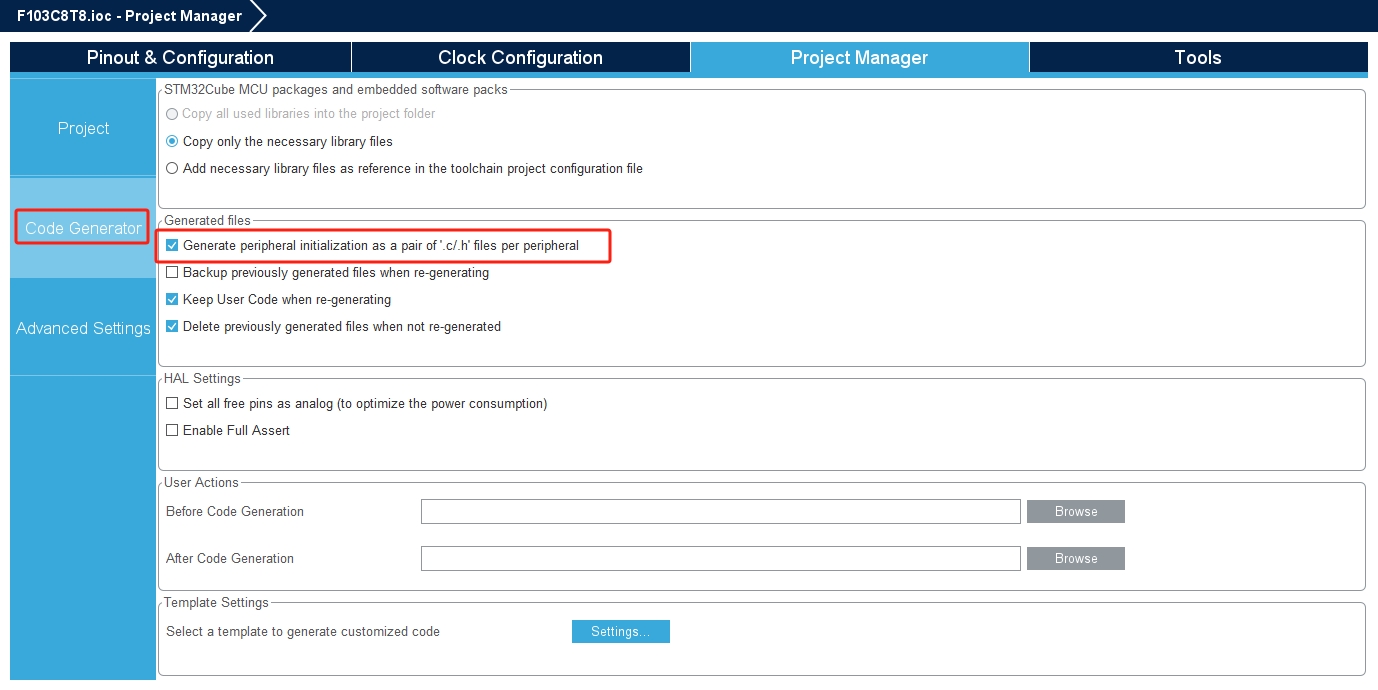 F103C8T8.ioc - Project Manager
Pinout & Configuration
Clock Configuration
Project Manager
Tools
Project
Code Generator
Advanced Settings
STM32Cube MCU packages and embedded software packs
Copy all used libraries into the project folder
Copy only the necessary library files
Add necessary library files as reference in the toolchain project configuration file
Generated files
Generate peripheral initialization as a pair of '.c/.h' files per peripheral
Backup previously generated files when re-generating
Keep User Code when re-generating
Delete previously generated files when not re-generated
HAL Settings
Set all free pins as analog (to optimize the power consumption)
Enable Full Assert
User Actions
Before Code Generation
Browse
After Code Generation
Browse
Template Settings
Select a template to generate customized code
Settings...